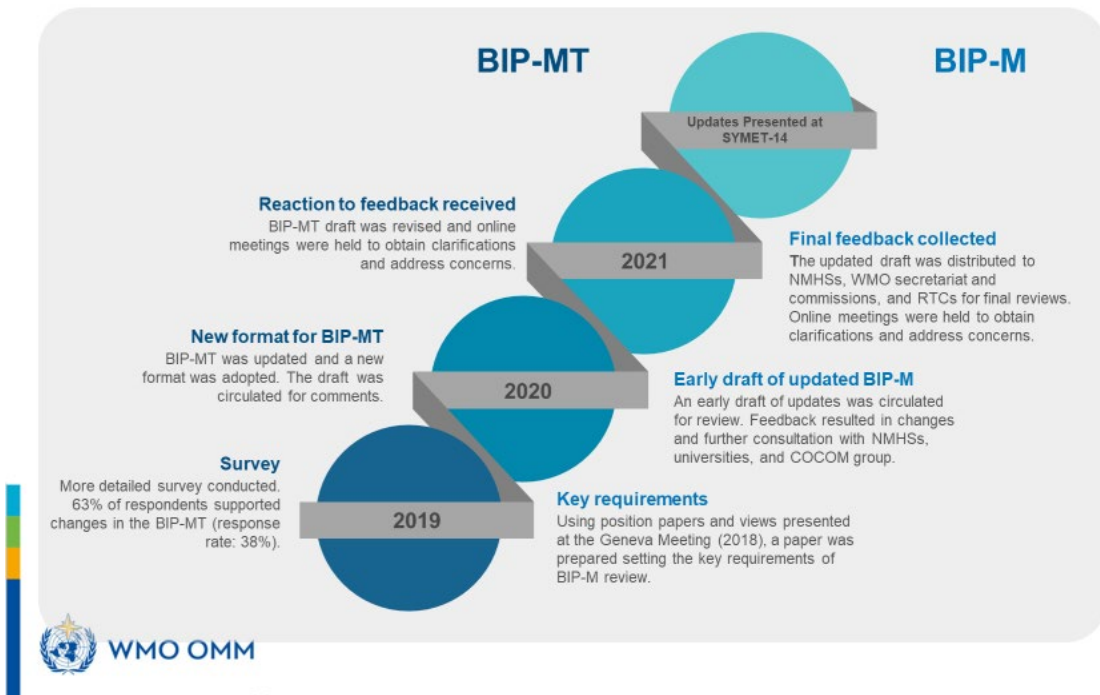 BIP-MT
BIP-M
Updates Presented at
SYMET-14
Reaction to feedback received
BIP-MT draft was revised and online
meetings were held to obtain clarifications
and address concerns.
2021
Final feedback collected
The updated draft was distributed to
NMHSs, WMO secretariat and
commissions, and RTCs for final reviews.
Online meetings were held to obtain
clarifications and address concerns.
New format for BIP-MT
BIP-MT was updated and a new
format was adopted. The draft was
circulated for comments.
2020
Early draft of updated BIP-M
An early draft of updates was circulated
for review. Feedback resulted in changes
and further consultation with NMHSs,
universities, and COCOM group.
Survey
More detailed survey conducted.
63% of respondents supported
changes in the BIP-MT (response
rate: 38%).
2019
Key requirements
Using position papers and views presented
at the Geneva Meeting (2018), a paper was
prepared setting the key requirements of
BIP-M review.
WMO OMM